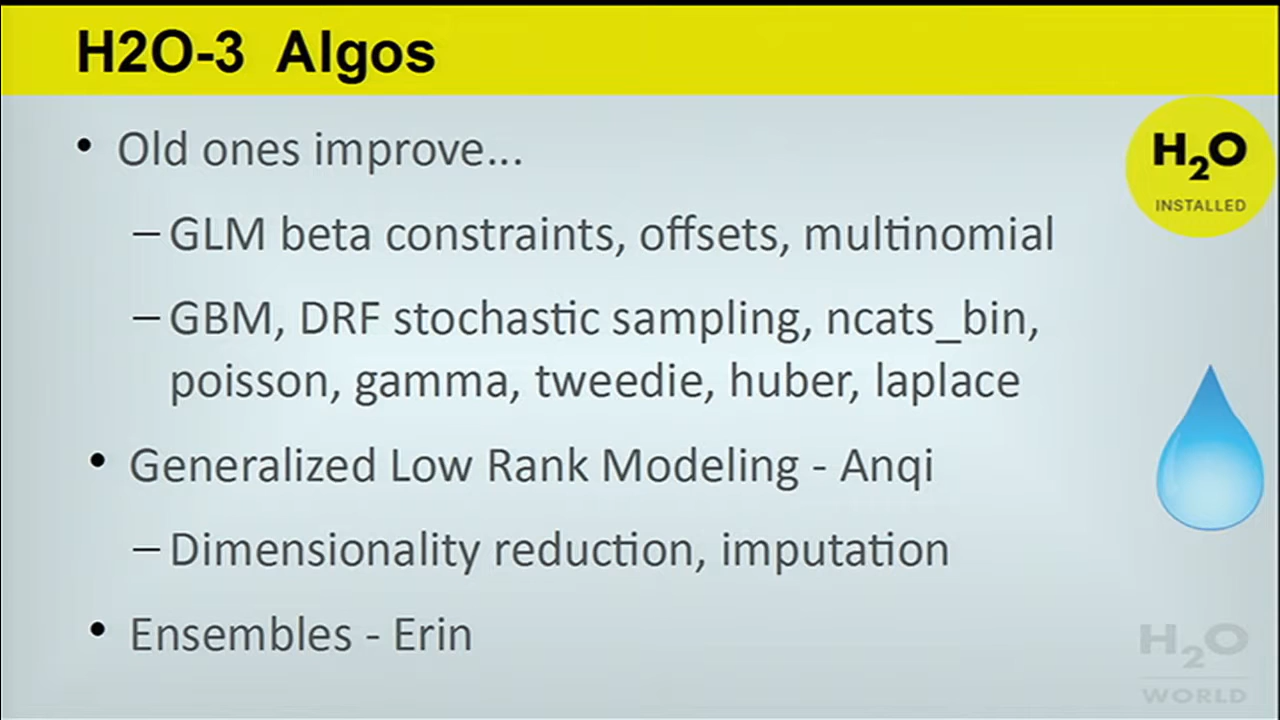 H2O-3 Algos
• Old ones improve...
– GLM beta constraints, offsets, multinomial
– GBM, DRF stochastic sampling, ncats_bin,
poisson, gamma, tweedie, huber, laplace
• Generalized Low Rank Modeling - Anqi
– Dimensionality reduction, imputation
• Ensembles - Erin
H2O
INSTALLED
H2O
WORLD